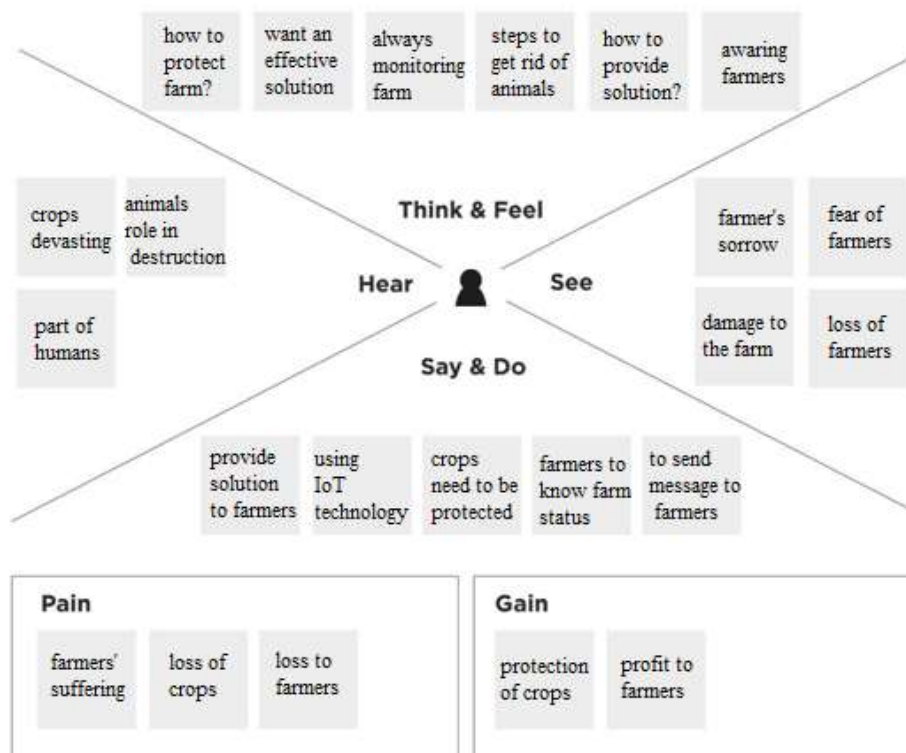 how to
protect
farm?
want an
effective
solution
always
monitoring
farm
steps to
get rid of
animals
how to
provide
solution?
awaring
farmers
Think & Feel
crops
devasting
animals
role in
destruction
part of
humans
Hear
See
farmer's
sorrow
fear of
farmers
damage to
the farm
loss of
farmers
Say & Do
provide
solution
to farmers
using
IoT
technology
crops
need to be
protected
farmers to
know farm
status
to send
message to
farmers
Pain
farmers'
suffering
loss of
crops
loss to
farmers
Gain
protection
of crops
profit to
farmers